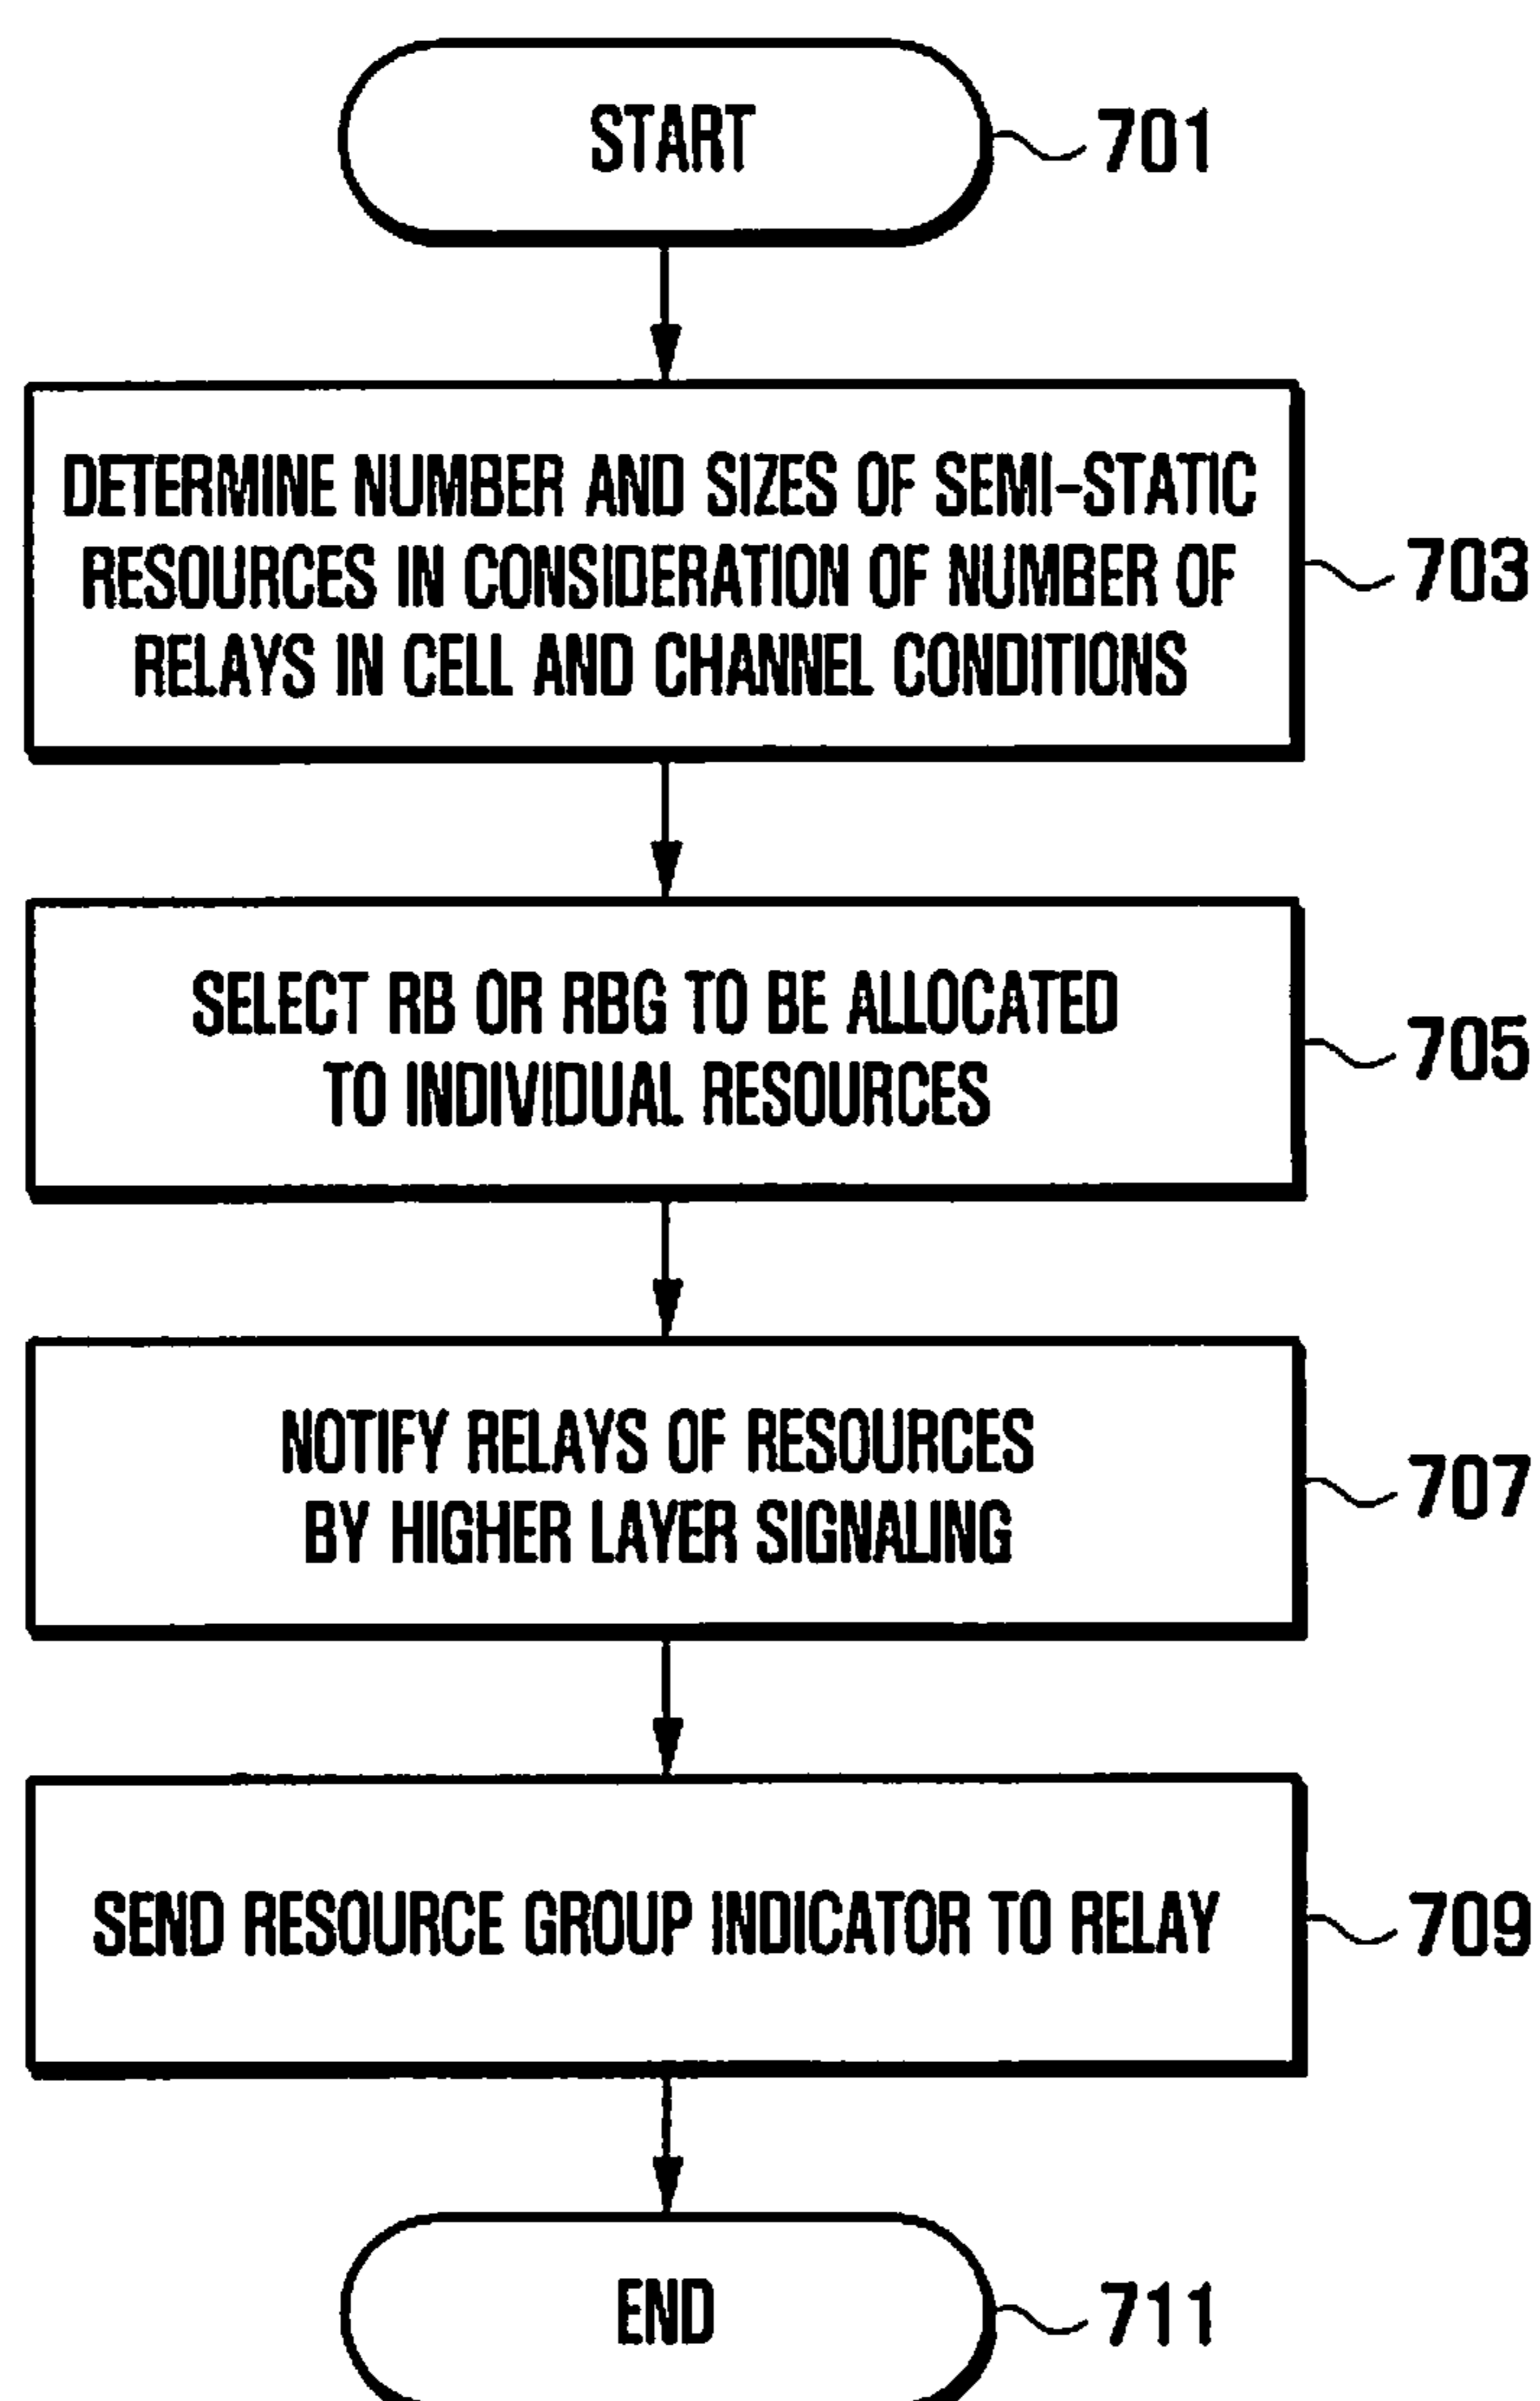 START
701
DETERMINE NUMBER AND SIZES OF SEMI-STATIC
RESOURCES IN CONSIDERATION OF NUMBER OF
RELAYS IN CELL AND CHANNEL CONDITIONS
703
SELECT RB OR RBG TO BE ALLOCATED
TO INDIVIDUAL RESOURCES
705
NOTIFY RELAYS OF RESOURCES
BY HIGHER LAYER SIGNALING
707
SEND RESOURCE GROUP INDICATOR TO RELAY
709
END
711